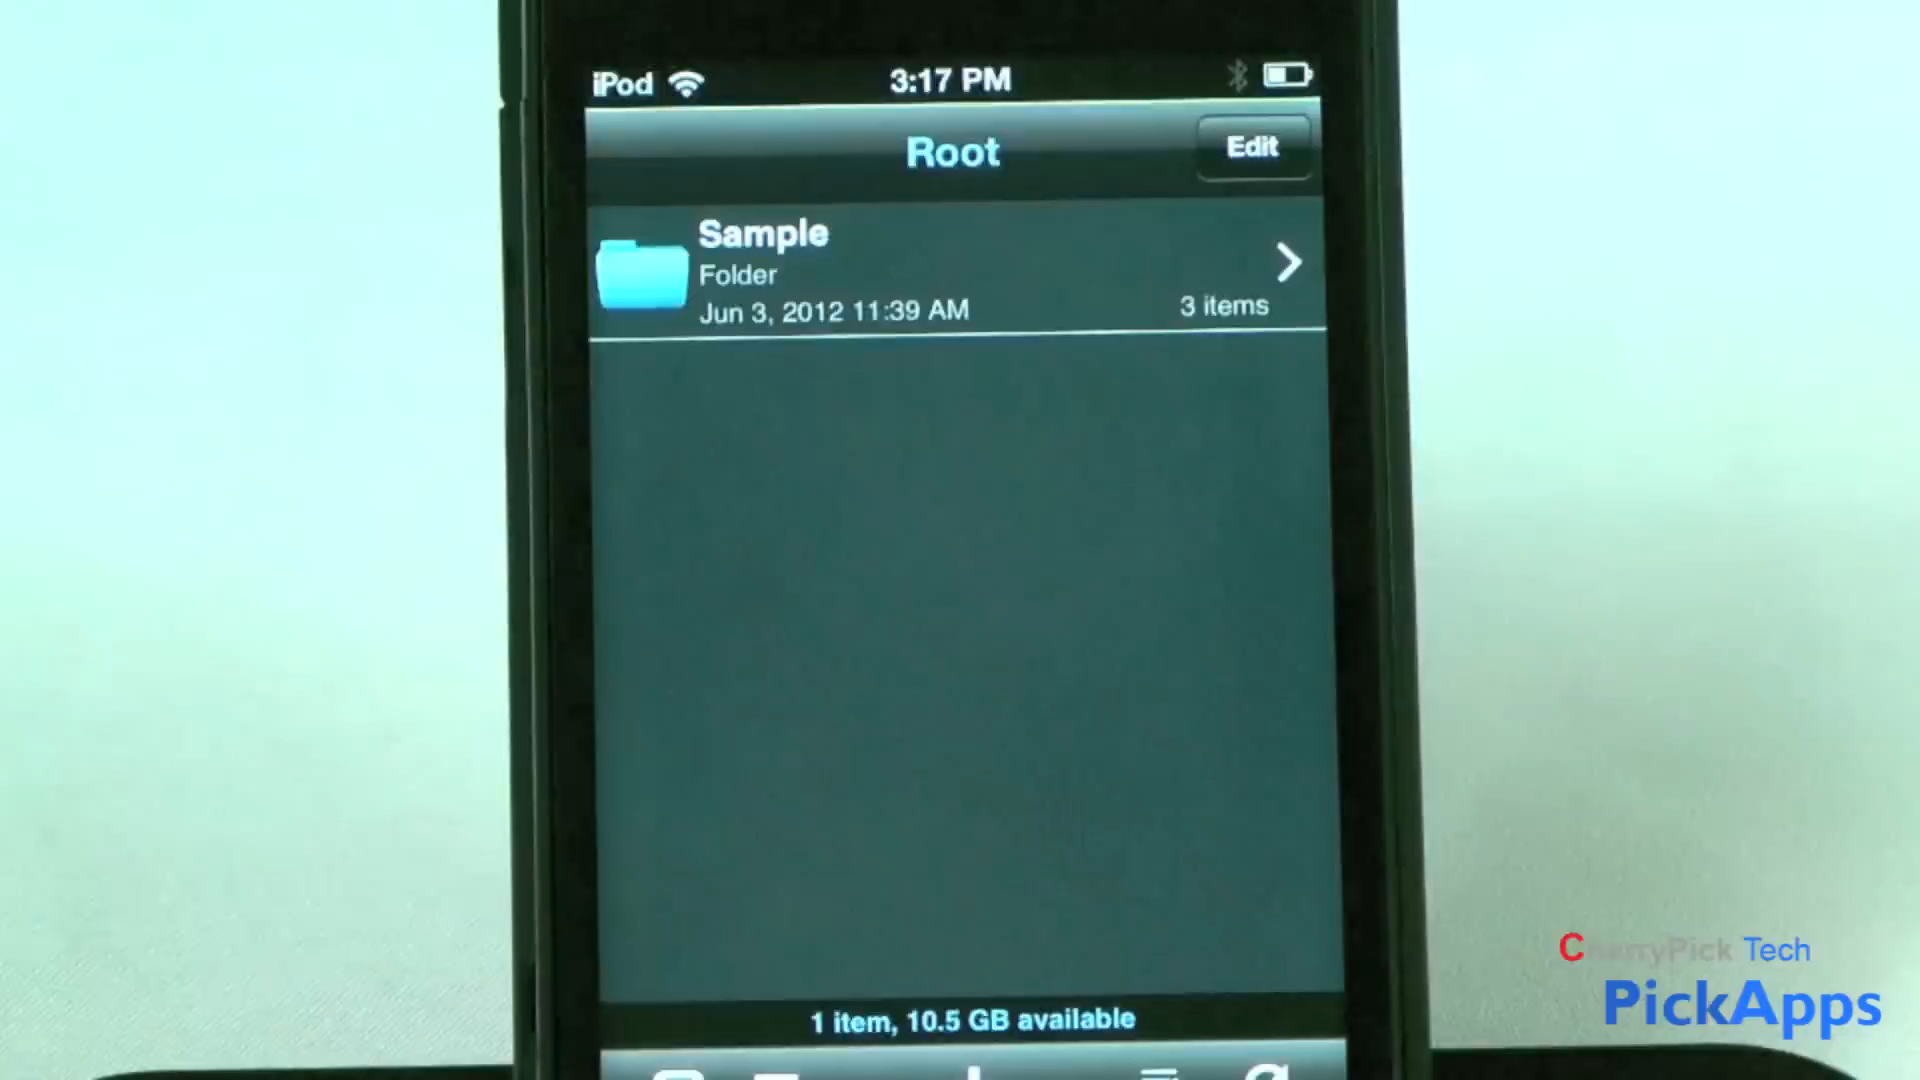 iPod 3:17 PM
Root
Edit
Sample
Folder
Jun 3, 2012 11:39 AM
3 items
1 item, 10.5 GB available
CherryPick Tech
PickApps